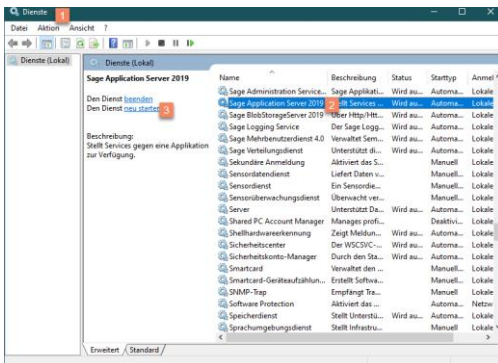 Dienste 1
Datei Aktion Ansicht ?
Dienste (Lokal)
Dienste (Lokal)
Sage Application Server 2019
Den Dienst beenden
Den Dienst neu starten 3
Beschreibung:
Stellt Services gegen eine Applikation
zur Verfügung.
Name Beschreibung Status Starttyp Anmel
Sage Administration Service... Sage Applikati... Wird au... Automa... Lokale
Sage Application Server 2019 2 Stellt Services ... Wird au... Automa... Lokale
Sage BlobStorageServer 2019 Über Http/Htt... Wird au... Automa... Lokale
Sage Logging Service Der Sage Logg... Wird au... Automa... Lokale
Sage Mehrbenutzerdienst 4.0 Verwaltet Sem... Wird au... Automa... Lokale
Sage Verteilungsdienst Unterstützt di... Wird au... Automa... Lokale
Sekundäre Anmeldung Aktiviert das S... Manuell Lokale
Sensordatendienst Liefert Daten v... Manuell... Lokale
Sensordienst Ein Sensordie... Manuell... Lokale
Sensorüberwachungsdienst Überwacht ver... Manuell... Lokale
Server Unterstützt Da... Wird au... Automa... Lokale
Shared PC Account Manager Manages profi... Deaktivi... Lokale
Shellhardwareerkennung Zeigt Meldun... Wird au... Automa... Lokale
Sicherheitscenter Der WSCSVC-... Wird au... Automa... Lokale
Sicherheitskonto-Manager Durch den Sta... Wird au... Automa... Lokale
Smartcard Verwaltet den ... Manuell... Lokale
Smartcard-Geräteaufzählun... Erstellt Softwa... Manuell... Lokale
SNMP-Trap Empfängt Tra... Manuell Lokale
Software Protection Aktiviert das ... Automa... Netzw
Speicherdienst Stellt Unterstü... Wird au... Automa... Lokale
Sprachumgebungsdienst Stellt Infrastru... Manuell Lokale
Erweitert Standard